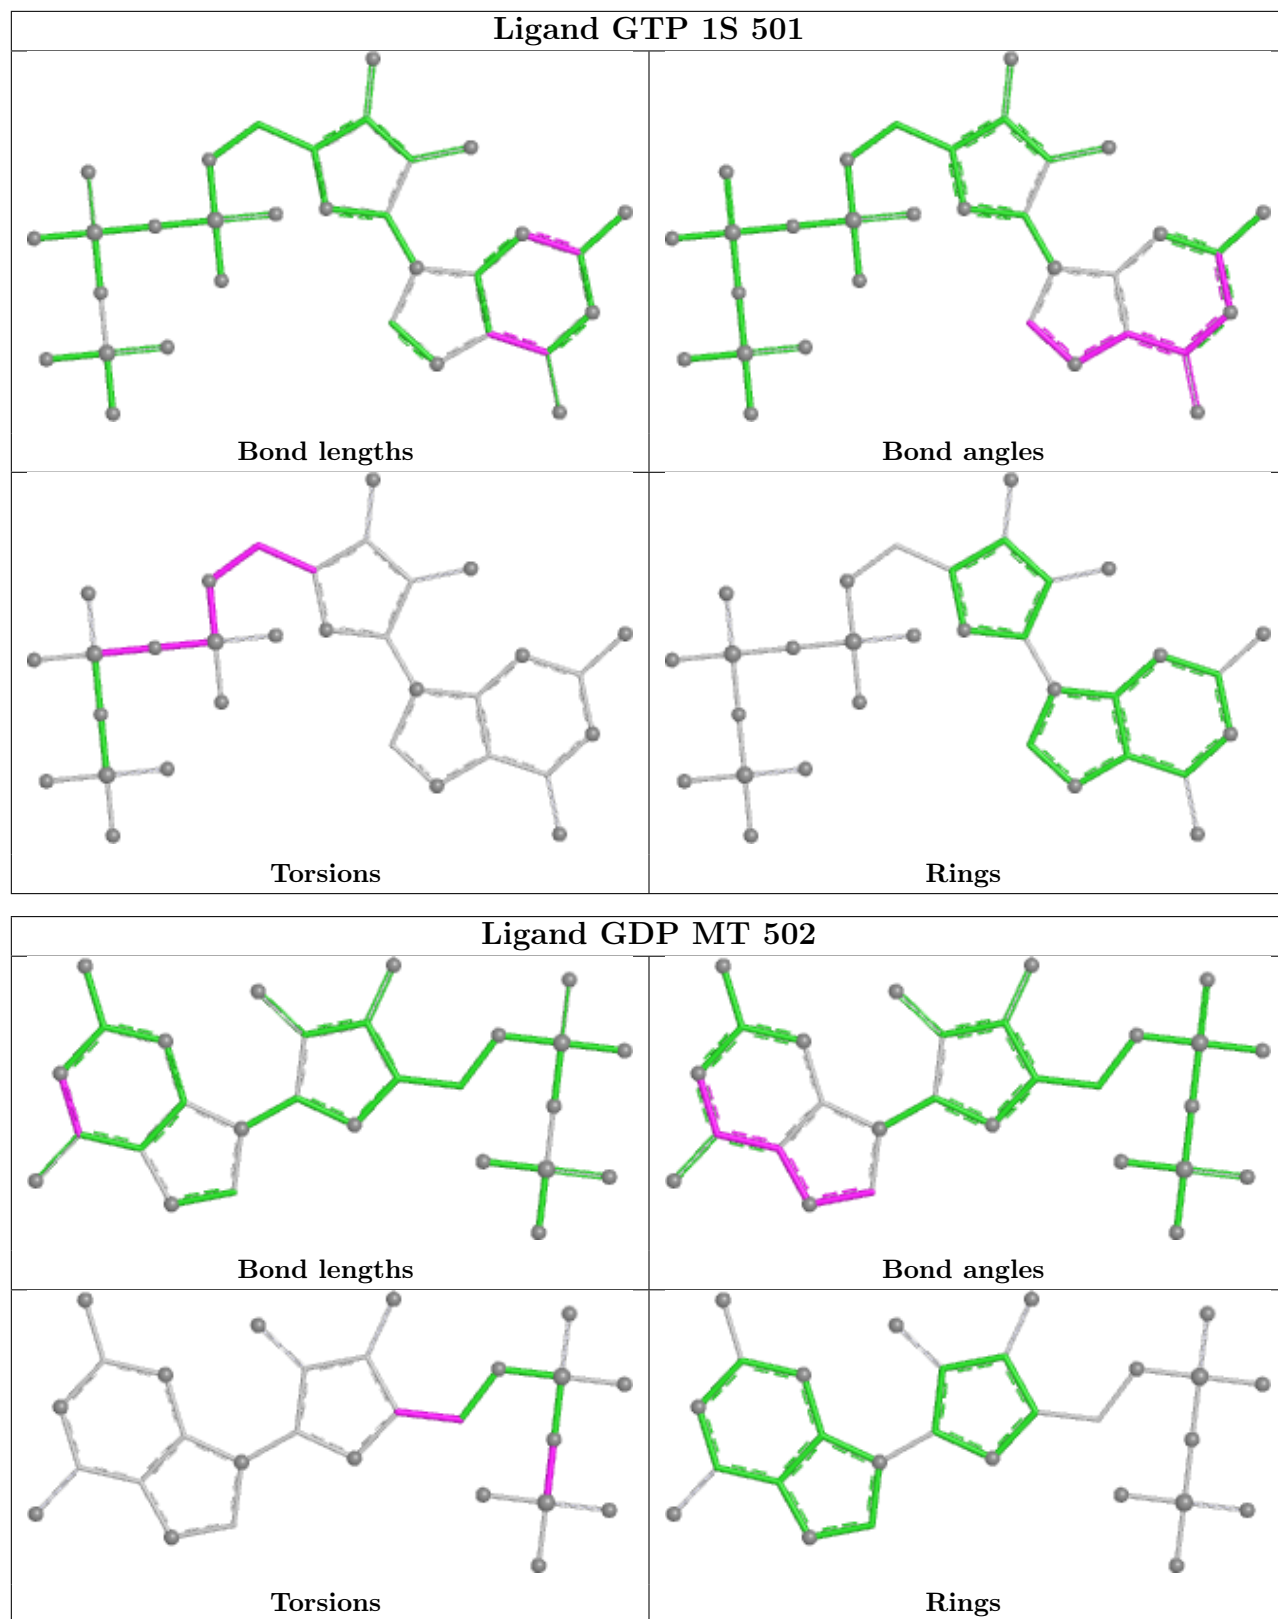 Ligand GTP 1S 501
Bond lengths
Bond angles
Torsions
Rings
Ligand GDP MT 502
Bond lengths
Bond angles
Torsions
Rings